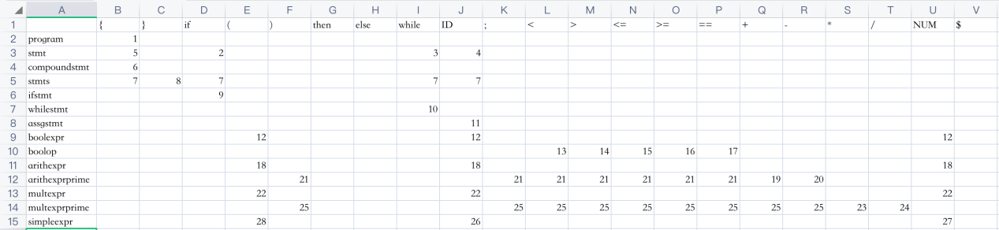 A B C D E F G H I J K L M N O P Q R S T U V
1 { } if ( ) then else while ID ; < > <= >= == + - * / NUM $
2 program 1
3 stmt 5 2 3 4
4 compoundstmt 6
5 stmts 7 8 7 7 7
6 ifstmt 9
7 whilestmt 10
8 assgstmt 11
9 boolexpr 12 12 12
10 boolop 13 14 15 16 17
11 arithexpr 18 18 18
12 arithexprprime 21 21 21 21 21 21 21 19 20
13 multexpr 22 22 22
14 multexprprime 25 25 25 25 25 25 25 25 25 23 24
15 simpleexpr 28 26 27